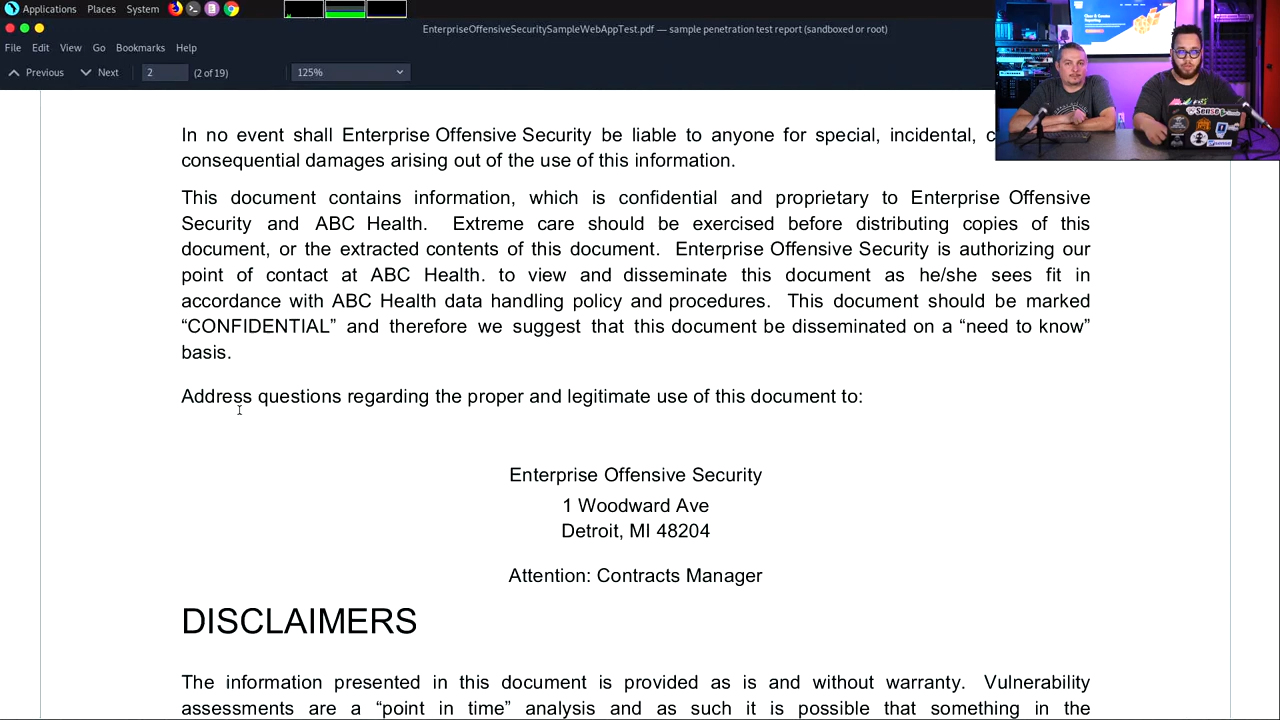 Applications Places System
EnterpriseOffensiveSecuritySampleWebAppTest.p — sample penetration test report (sandboxed or root)
File Edit View Go Bookmarks Help
Previous Next 2 (2 of 19) 125%
In no event shall Enterprise Offensive Security be liable to anyone for special, incidental, c
consequential damages arising out of the use of this information.
This document contains information, which is confidential and proprietary to Enterprise Offensive
Security and ABC Health. Extreme care should be exercised before distributing copies of this
document, or the extracted contents of this document. Enterprise Offensive Security is authorizing our
point of contact at ABC Health. to view and disseminate this document as he/she sees fit in
accordance with ABC Health data handling policy and procedures. This document should be marked
“CONFIDENTIAL” and therefore we suggest that this document be disseminated on a “need to know”
basis.
Address questions regarding the proper and legitimate use of this document to:
Enterprise Offensive Security
1 Woodward Ave
Detroit, MI 48204
Attention: Contracts Manager
DISCLAIMERS
The information presented in this document is provided as is and without warranty. Vulnerability
assessments are a “point in time” analysis and as such it is possible that something in the